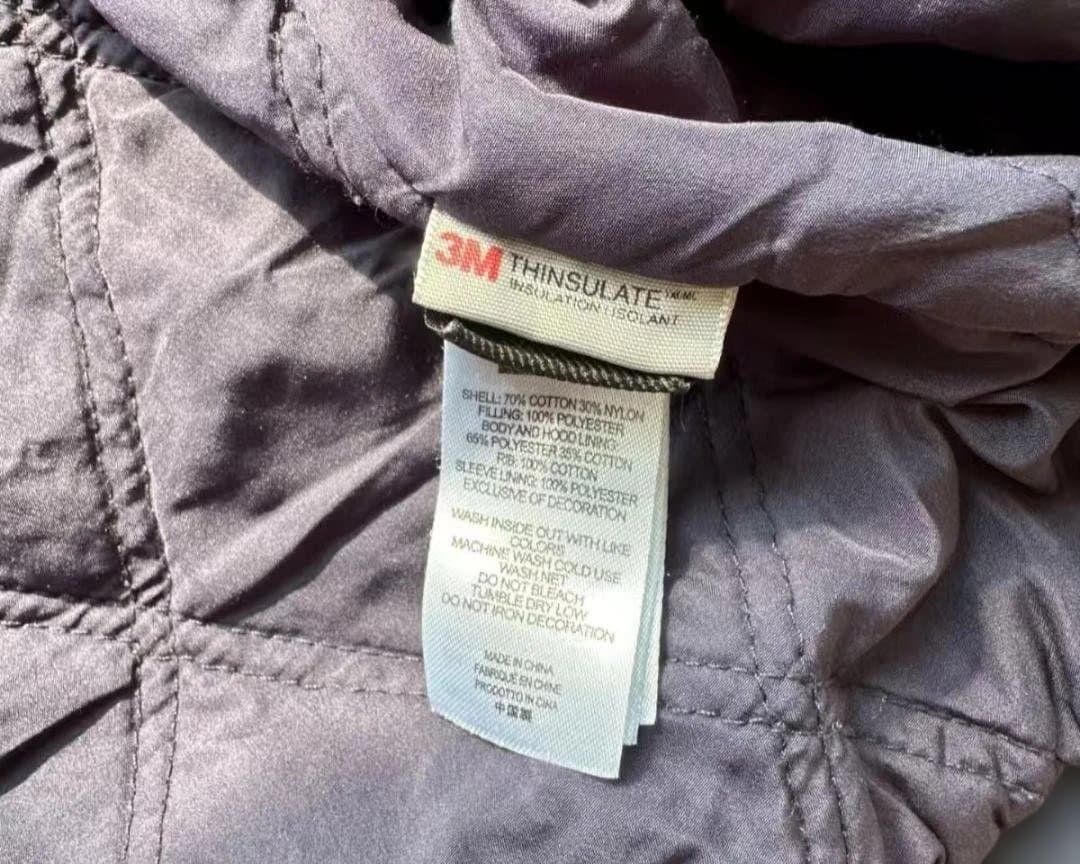 3M THINSULATE™
INSULATION | ISOLANT
SHELL: 70% COTTON 30% NYLON
FILLING: 100% POLYESTER
BODY AND HOOD LINING:
65% POLYESTER 35% COTTON
RIB: 100% COTTON
SLEEVE LINING: 100% POLYESTER
EXCLUSIVE OF DECORATION
WASH INSIDE OUT WITH LIKE
COLORS
MACHINE WASH COLD USE
WASH NET
DO NOT BLEACH
TUMBLE DRY LOW
DO NOT IRON DECORATION
MADE IN CHINA
FABRIQUE EN CHINE
PRODOTTO IN CINA
中国製